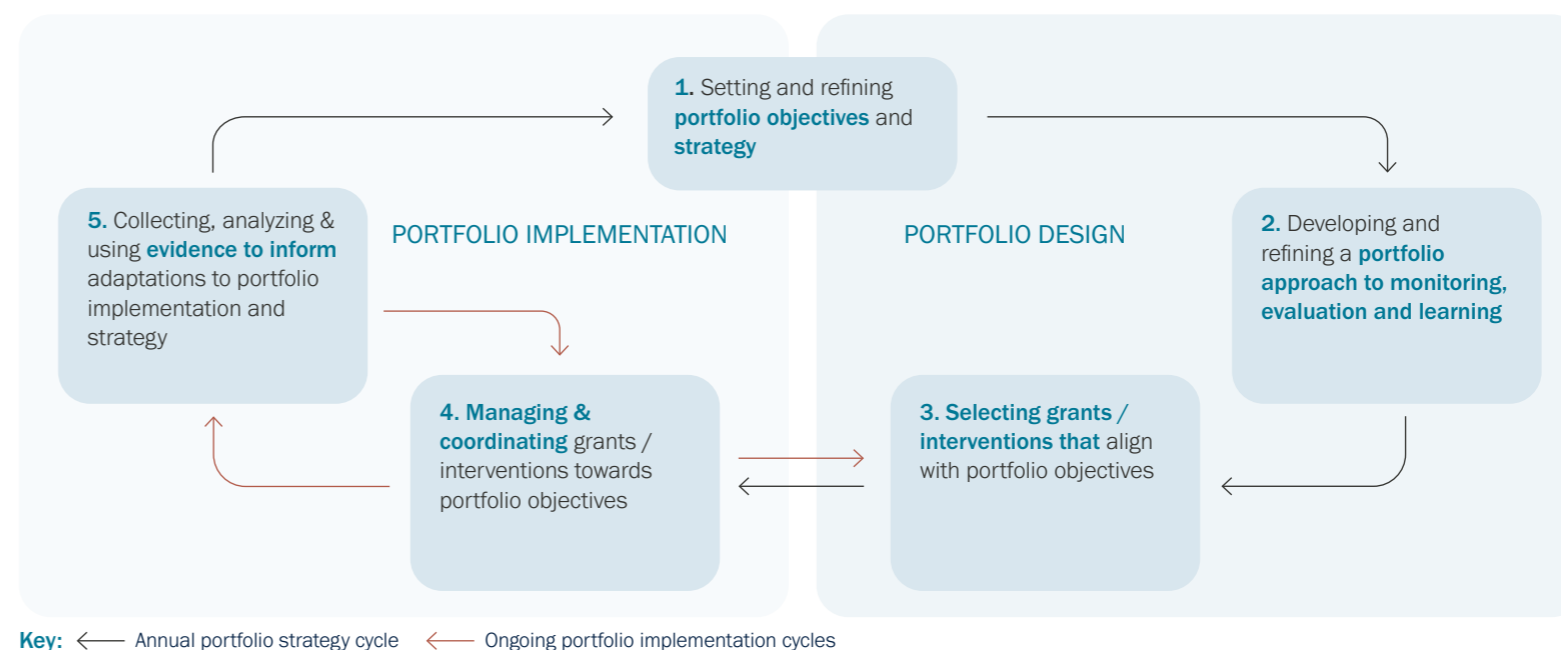 1. Setting and refining
portfolio objectives and
strategy
5. Collecting, analyzing &
using evidence to inform
adaptations to portfolio
implementation and
strategy
PORTFOLIO IMPLEMENTATION
PORTFOLIO DESIGN
2. Developing and
refining a portfolio
approach to monitoring,
evaluation and learning
4. Managing &
coordinating grants /
interventions towards
portfolio objectives
3. Selecting grants /
interventions that align
with portfolio objectives
Key: Annual portfolio strategy cycle Ongoing portfolio implementation cycles